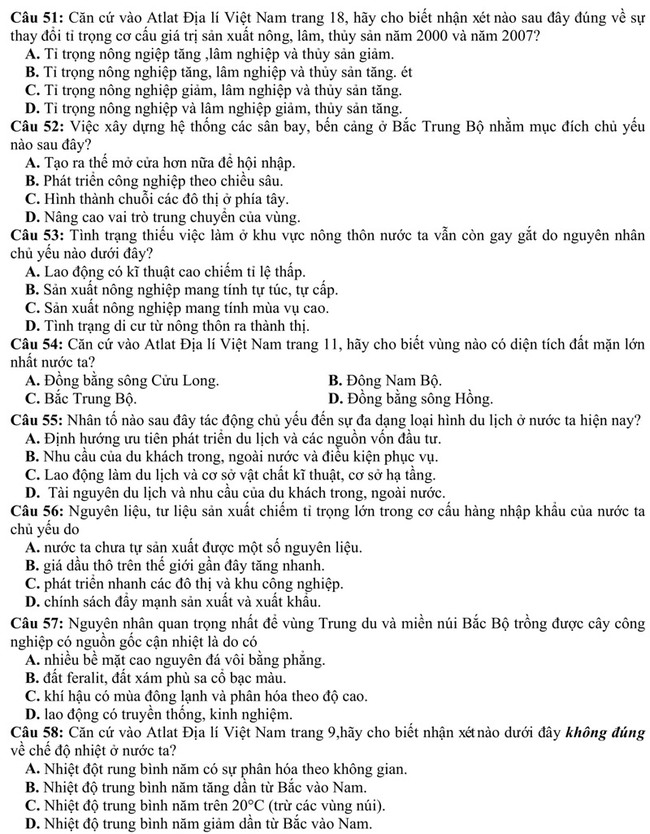 Câu 51: Căn cứ vào Atlat Địa lí Việt Nam trang 18, hãy cho biết nhận xét nào sau đây đúng về sự
thay đổi tỉ trọng cơ cấu giá trị sản xuất nông, lâm, thủy sản năm 2000 và năm 2007?
A. Tỉ trọng nông ngiệp tăng ,lâm nghiệp và thủy sản giảm.
B. Tỉ trọng nông nghiệp tăng, lâm nghiệp và thủy sản tăng. ét
C. Tỉ trọng nông nghiệp giảm, lâm nghiệp và thủy sản tăng.
D. Tỉ trọng nông nghiệp và lâm nghiệp giảm, thủy sản tăng.
Câu 52: Việc xây dựng hệ thống các sân bay, bến cảng ở Bắc Trung Bộ nhằm mục đích chủ yếu
nào sau đây?
A. Tạo ra thế mở cửa hơn nữa để hội nhập.
B. Phát triển công nghiệp theo chiều sâu.
C. Hình thành chuỗi các đô thị ở phía tây.
D. Nâng cao vai trò trung chuyển của vùng.
Câu 53: Tình trạng thiếu việc làm ở khu vực nông thôn nước ta vẫn còn gay gắt do nguyên nhân
chủ yếu nào dưới đây?
A. Lao động có kĩ thuật cao chiếm tỉ lệ thấp.
B. Sản xuất nông nghiệp mang tính tự túc, tự cấp.
C. Sản xuất nông nghiệp mang tính mùa vụ cao.
D. Tình trạng di cư từ nông thôn ra thành thị.
Câu 54: Căn cứ vào Atlat Địa lí Việt Nam trang 11, hãy cho biết vùng nào có diện tích đất mặn lớn
nhất nước ta?
A. Đồng bằng sông Cửu Long. B. Đông Nam Bộ.
C. Bắc Trung Bộ. D. Đồng bằng sông Hồng.
Câu 55: Nhân tố nào sau đây tác động chủ yếu đến sự đa dạng loại hình du lịch ở nước ta hiện nay?
A. Định hướng ưu tiên phát triển du lịch và các nguồn vốn đầu tư.
B. Nhu cầu của du khách trong, ngoài nước và điều kiện phục vụ.
C. Lao động làm du lịch và cơ sở vật chất kĩ thuật, cơ sở hạ tầng.
D. Tài nguyên du lịch và nhu cầu của du khách trong, ngoài nước.
Câu 56: Nguyên liệu, tư liệu sản xuất chiếm tỉ trọng lớn trong cơ cấu hàng nhập khẩu của nước ta
chủ yếu do
A. nước ta chưa tự sản xuất được một số nguyên liệu.
B. giá dầu thô trên thế giới gần đây tăng nhanh.
C. phát triển nhanh các đô thị và khu công nghiệp.
D. chính sách đẩy mạnh sản xuất và xuất khẩu.
Câu 57: Nguyên nhân quan trọng nhất để vùng Trung du và miền núi Bắc Bộ trồng được cây công
nghiệp có nguồn gốc cận nhiệt là do có
A. nhiều bề mặt cao nguyên đá vôi bằng phẳng.
B. đất feralit, đất xám phù sa cổ bạc màu.
C. khí hậu có mùa đông lạnh và phân hóa theo độ cao.
D. lao động có truyền thống, kinh nghiệm.
Câu 58: Căn cứ vào Atlat Địa lí Việt Nam trang 9,hãy cho biết nhận xét nào dưới đây không đúng
về chế độ nhiệt ở nước ta?
A. Nhiệt đột rung bình năm có sự phân hóa theo không gian.
B. Nhiệt độ trung bình năm tăng dần từ Bắc vào Nam.
C. Nhiệt độ trung bình năm trên 20°C (trừ các vùng núi).
D. Nhiệt độ trung bình năm giảm dần từ Bắc vào Nam.